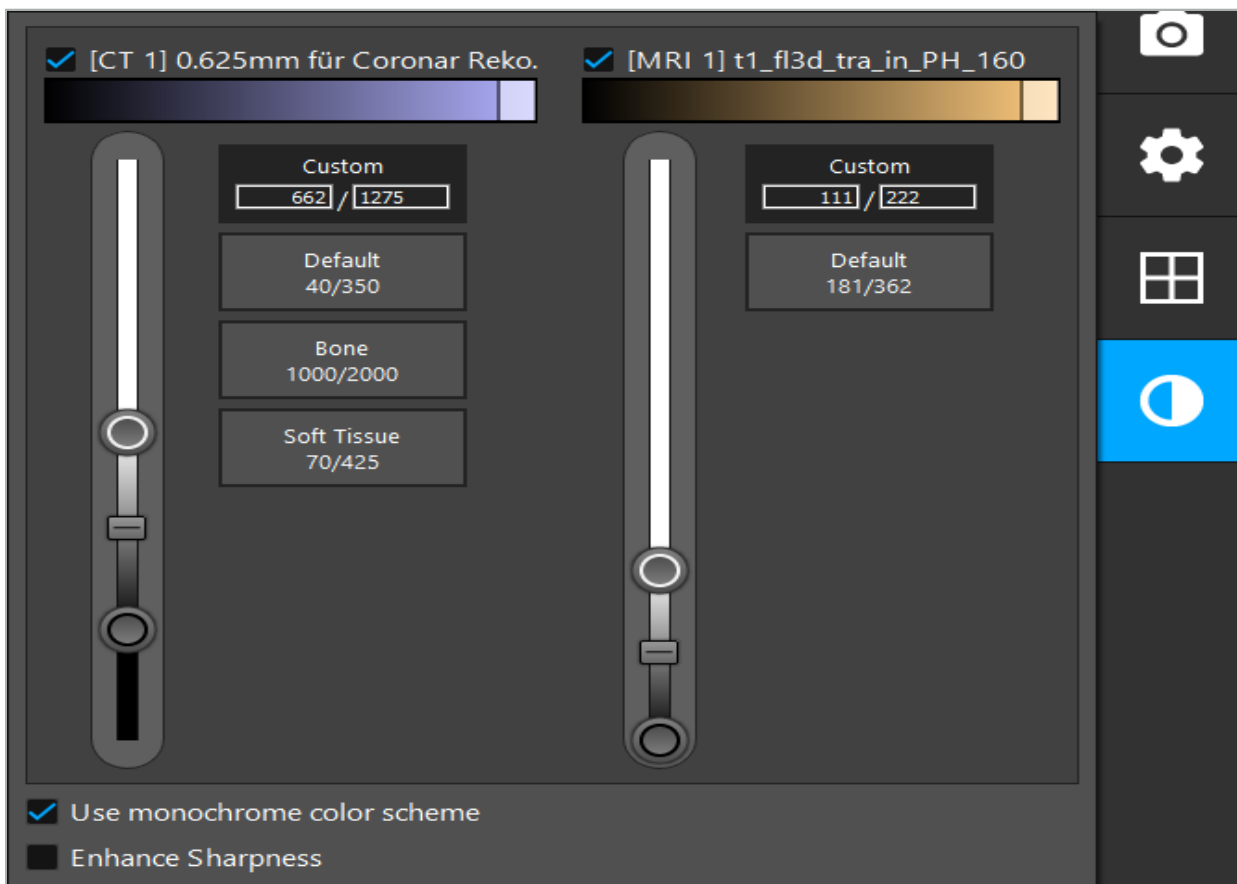 [CT 1] 0.625mm für Coronar Reko.
[MRI 1] t1_fl3d_tra_in_PH_160
Custom
662 / 1275
Default
40/350
Bone
1000/2000
Soft Tissue
70/425
Custom
111 / 222
Default
181/362
Use monochrome color scheme
Enhance Sharpness